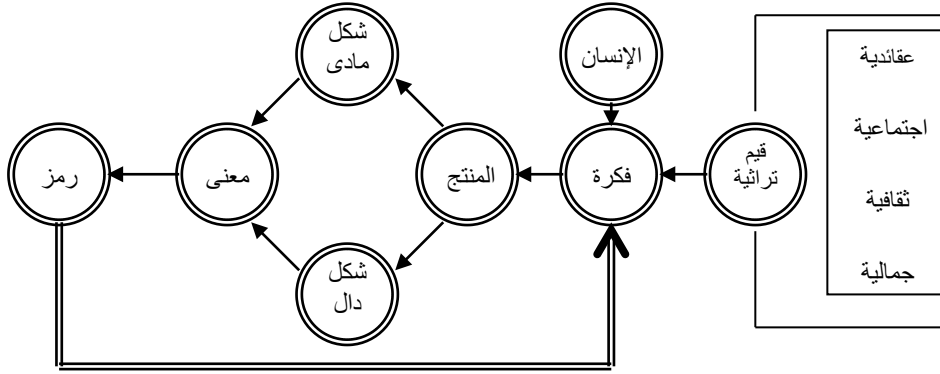 عقائدية
اجتماعية
ثقافية
جمالية
قيم
تراثية
الإنسان
فكرة
المنتج
شكل
مادى
شكل
دال
معنى
رمز